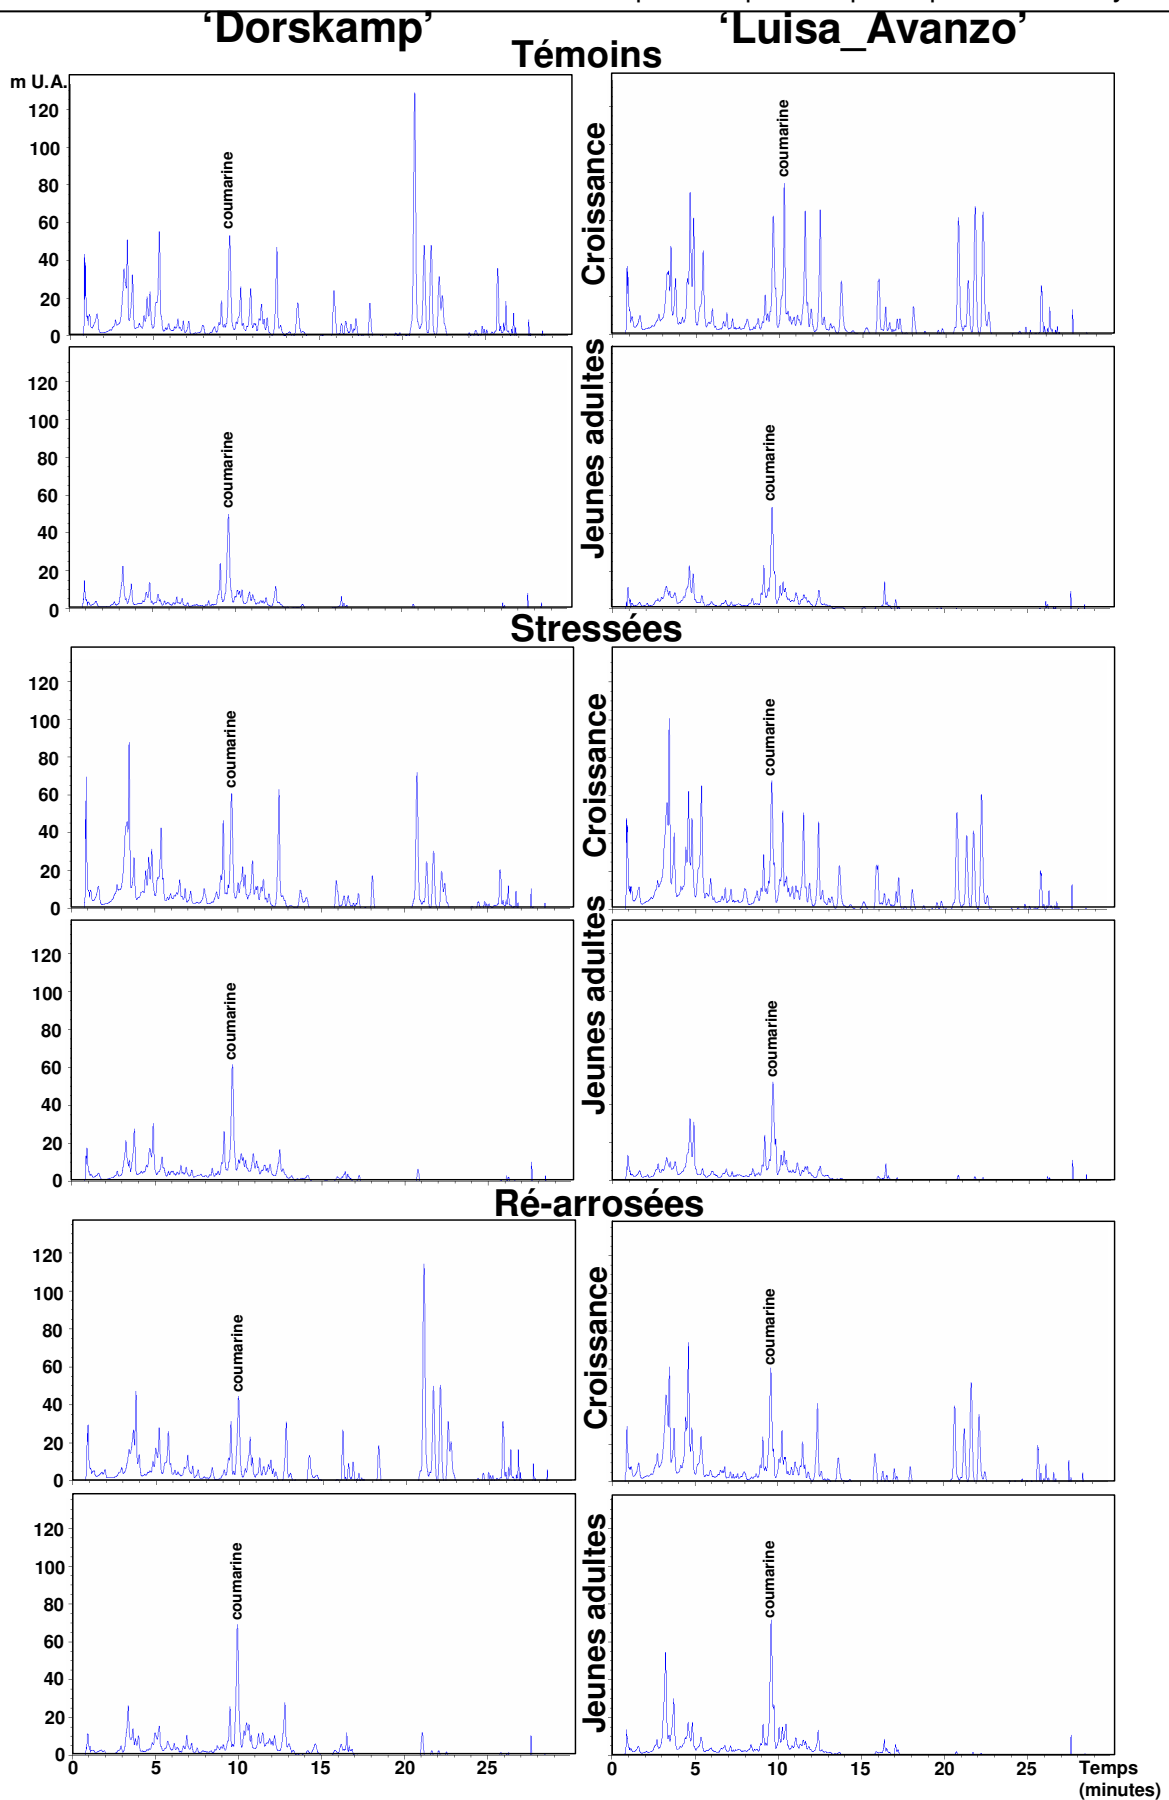 ‘Dorskamp’ ‘Luisa_Avanzo’
Témoins
m U.A.
120
100
80
60
40
20
0
coumarine
Croissance
coumarine
120
100
80
60
40
20
0
coumarine
Jeunes adultes
coumarine
Stressées
120
100
80
60
40
20
0
coumarine
Croissance
coumarine
120
100
80
60
40
20
0
coumarine
Jeunes adultes
coumarine
Ré-arrosées
120
100
80
60
40
20
0
coumarine
Croissance
coumarine
120
100
80
60
40
20
0
coumarine
Jeunes adultes
coumarine
0 5 10 15 20 25
0 5 10 15 20 25
Temps
(minutes)